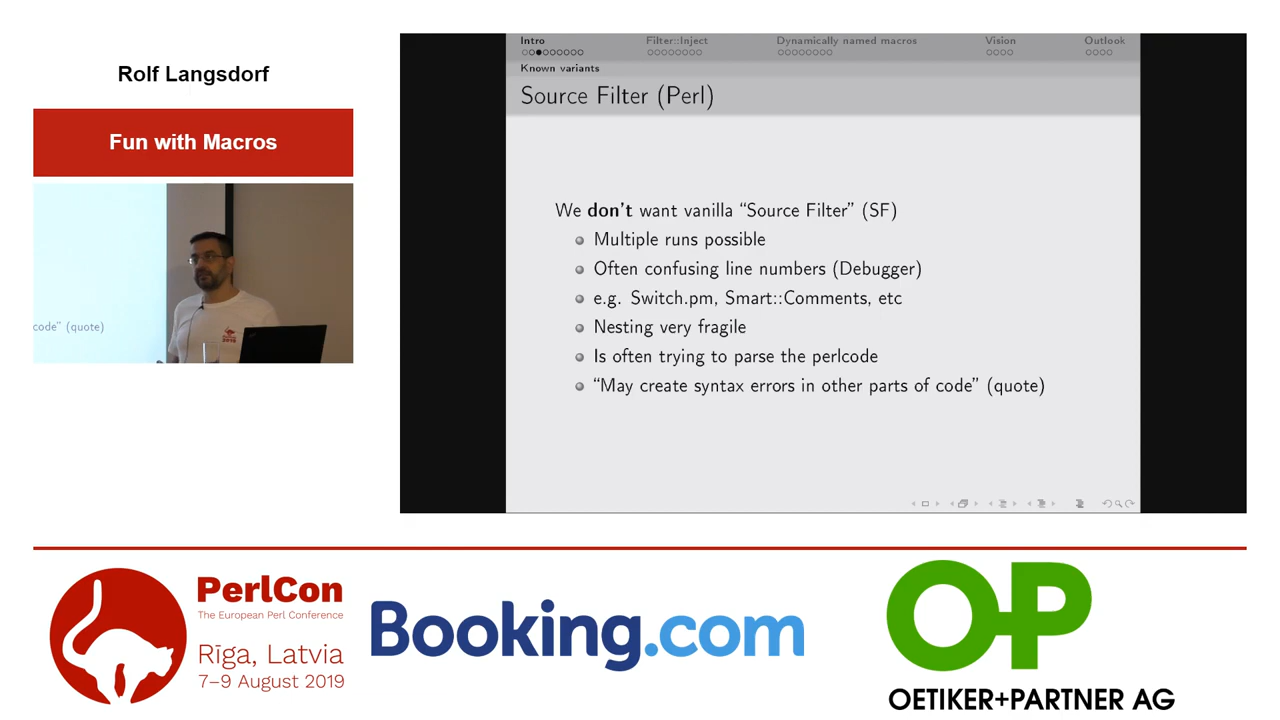 Rolf Langsdorf
Fun with Macros
code" (quote)
Intro
Filter::Inject
Dynamically named macros
Vision
Outlook
Known variants
Source Filter (Perl)
We don't want vanilla “Source Filter” (SF)
Multiple runs possible
Often confusing line numbers (Debugger)
e.g. Switch.pm, Smart::Comments, etc
Nesting very fragile
Is often trying to parse the perlcode
“May create syntax errors in other parts of code” (quote)
PerlCon
The European Perl Conference
Rīga, Latvia
7–9 August 2019
Booking.com
O+P
OETIKER+PARTNER AG